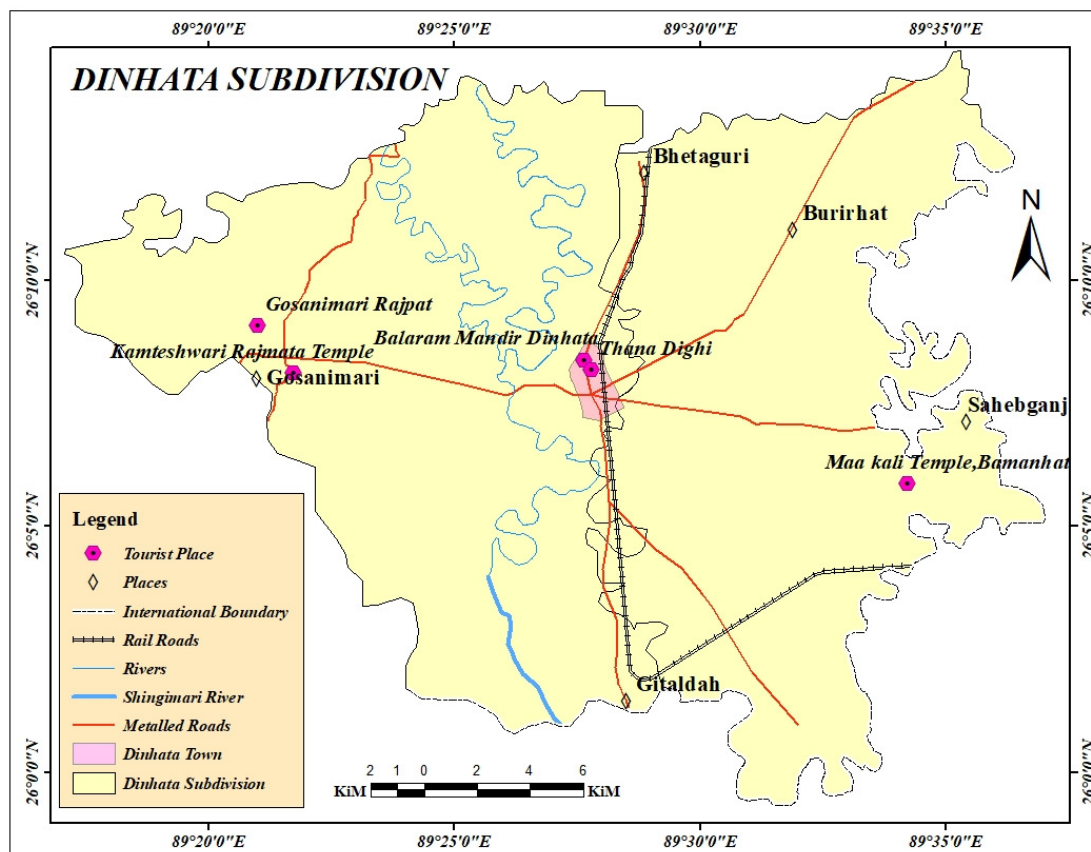 89°20'0"E 89°25'0"E 89°30'0"E 89°35'0"E
DINHATA SUBDIVISION
Bhetaguri
N
Burirhat
26°10'0"N 26°10'0"N
Gosanimari Rajpat
Balaram Mandir Dinhata
Thana Dighi
Kamteshwari Rajmata Temple
Gosanimari
Sahebganj
Maa kali Temple,Bamanhat
26°5'0"N 26°5'0"N
Legend
Tourist Place
Places
International Boundary
Rail Roads
Rivers
Shingimari River
Metalled Roads
Dinhata Town
Dinhata Subdivision
Gitaldah
26°0'0"N 26°0'0"N
2 1 0 2 4 6
KiM KiM
89°20'0"E 89°25'0"E 89°30'0"E 89°35'0"E